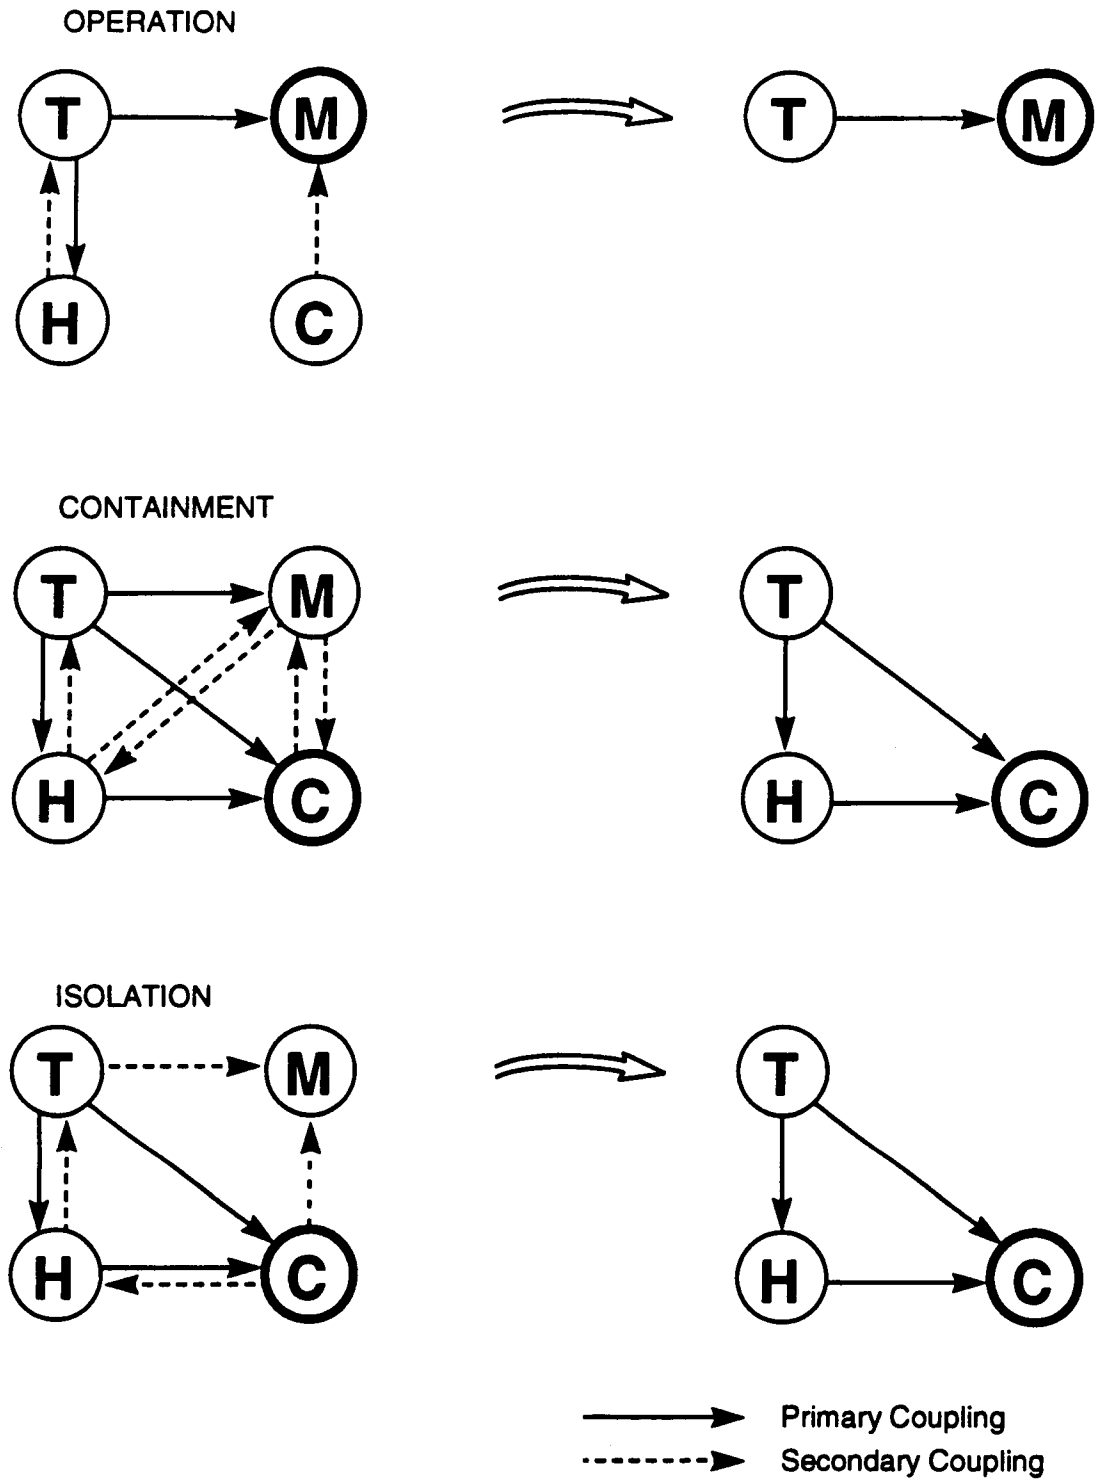 OPERATION
T M T M
H C
CONTAINMENT
T M T
H C H C
ISOLATION
T M T
H C H C
Primary Coupling
Secondary Coupling